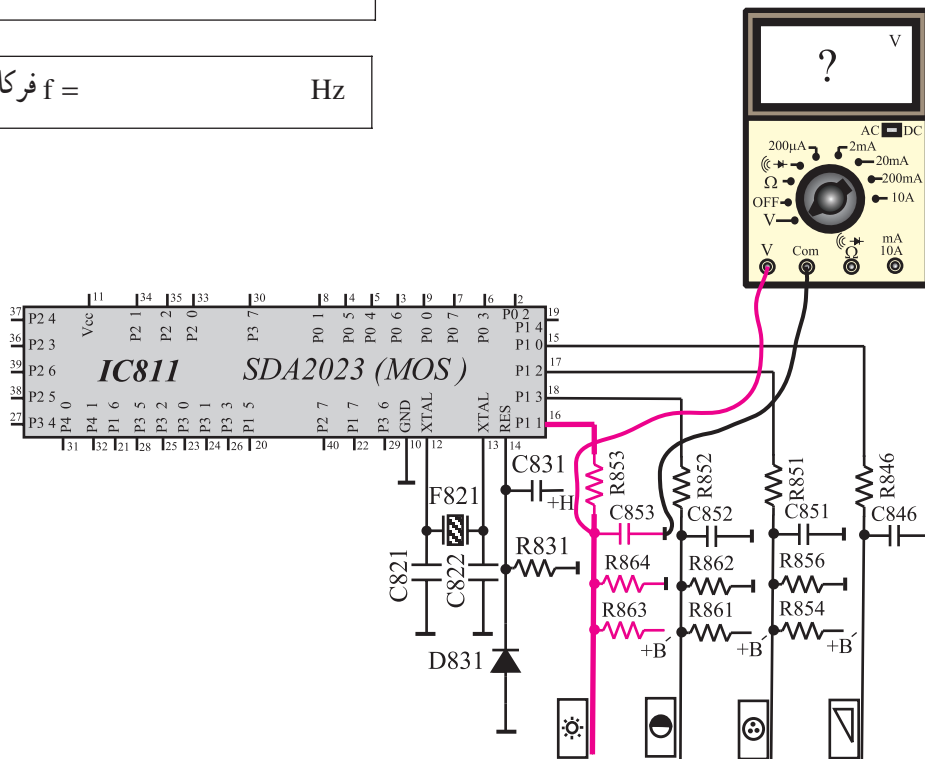 f = Hz
V
?
AC DC
200µA 2mA
20mA
Ω 200mA
OFF 10A
V
V Com Ω mA
10A
11 34 35 33 30 8 4 5 3 9 7 6 2
37 P2 4 Vcc P2 1 P2 2 P2 0 P3 7 P0 1 P0 5 P0 4 P0 6 P0 0 P0 7 P0 3 P0 2 19
P1 4
36 P2 3 P1 0 15
39 P2 6 IC811 SDA2023 (MOS) P1 2 17
38 P2 5 P1 3 18
27 P3 4 P4 0 P4 1 P1 6 P3 5 P3 2 P3 0 P3 1 P3 3 P1 5 P2 7 P1 7 P3 6 GND XTAL XTAL RES P1 1 16
31 32 21 28 25 23 24 26 20 40 22 29 10 12 13 14
C831
+H
F821
R853 R852 R851 R846
C853 C852 C851 C846
C821 C822 R831
R864 R862 R856
R863 R861 R854
+B´ +B´ +B´
D831